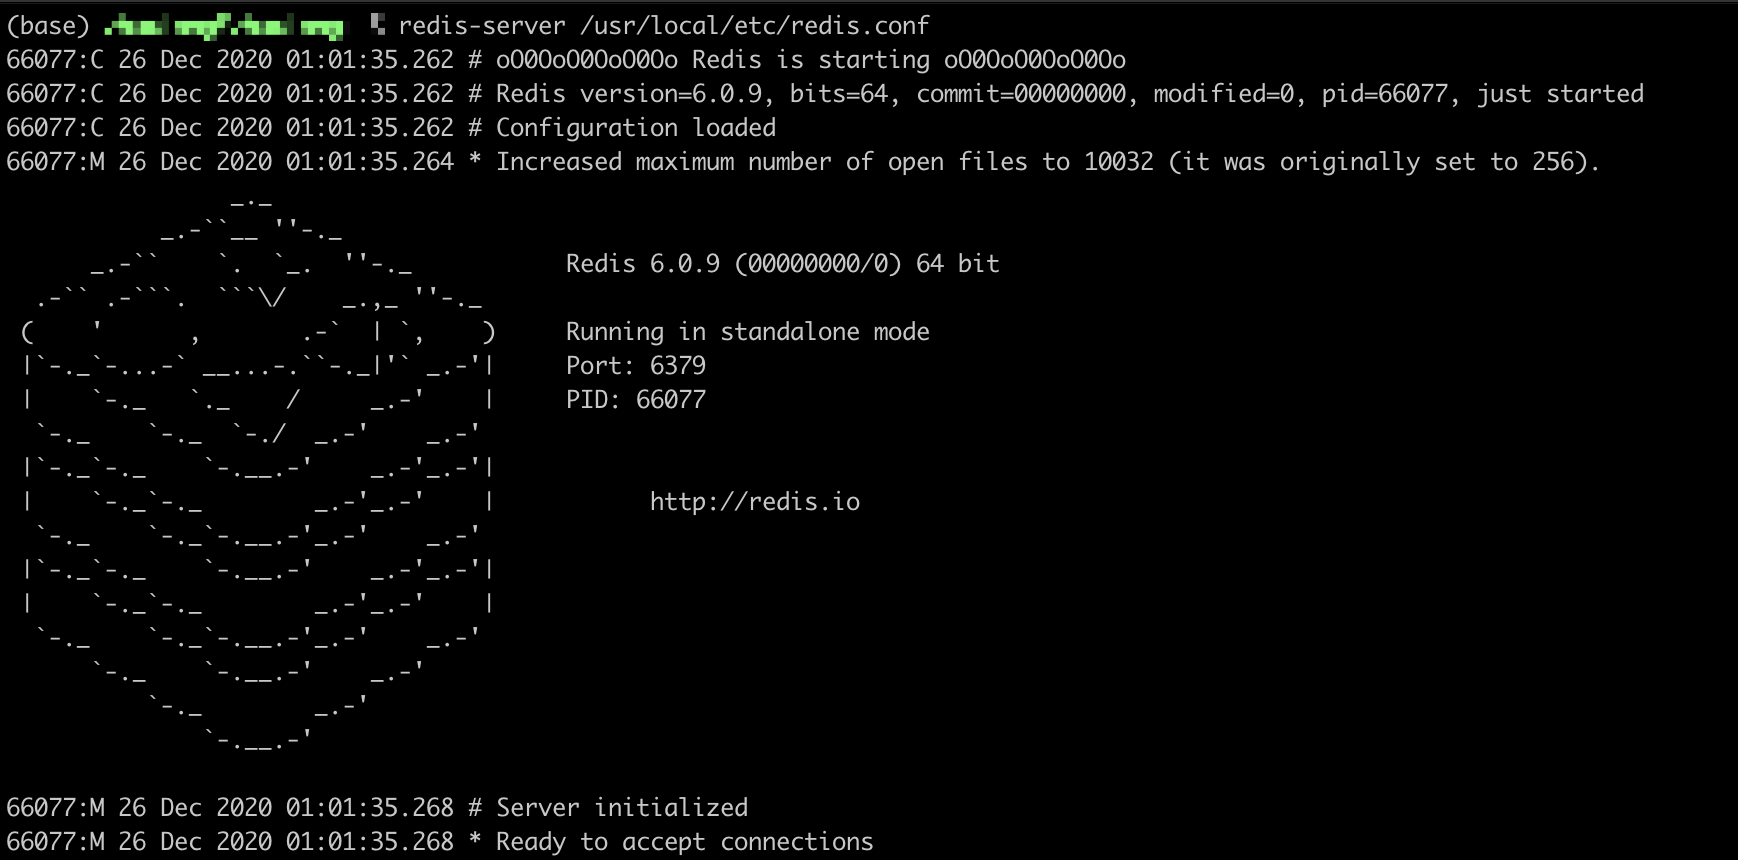 (base) redis-server /usr/local/etc/redis.conf
66077:C 26 Dec 2020 01:01:35.262 # oO0OoO0OoO0Oo Redis is starting oO0OoO0OoO0Oo
66077:C 26 Dec 2020 01:01:35.262 # Redis version=6.0.9, bits=64, commit=00000000, modified=0, pid=66077, just started
66077:C 26 Dec 2020 01:01:35.262 # Configuration loaded
66077:M 26 Dec 2020 01:01:35.264 * Increased maximum number of open files to 10032 (it was originally set to 256).
Redis 6.0.9 (00000000/0) 64 bit
Running in standalone mode
Port: 6379
PID: 66077
http://redis.io
66077:M 26 Dec 2020 01:01:35.268 # Server initialized
66077:M 26 Dec 2020 01:01:35.268 * Ready to accept connections